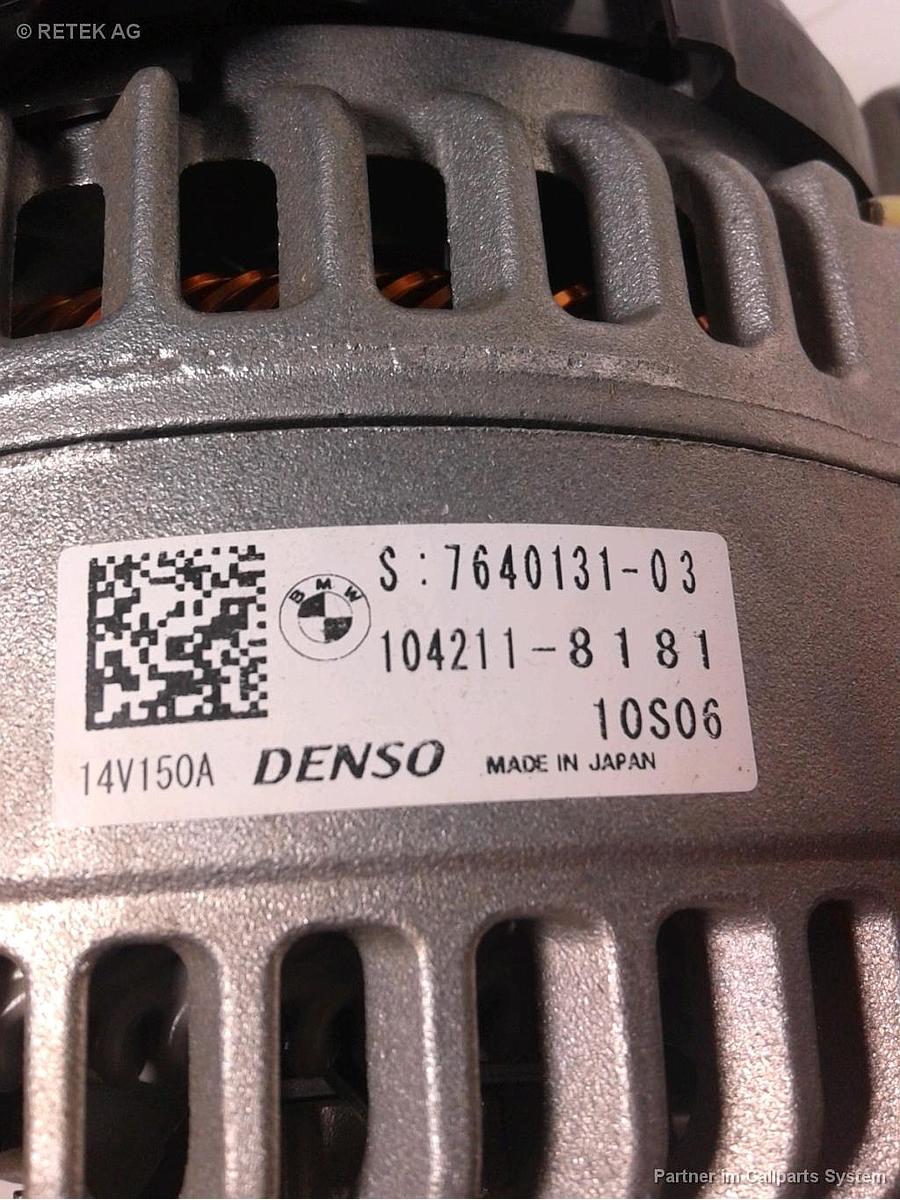 © RETEK AG
S:7640131-03
BMW
104211-8181
10S06
14V150A DENSO MADE IN JAPAN
Partner im Callparts System